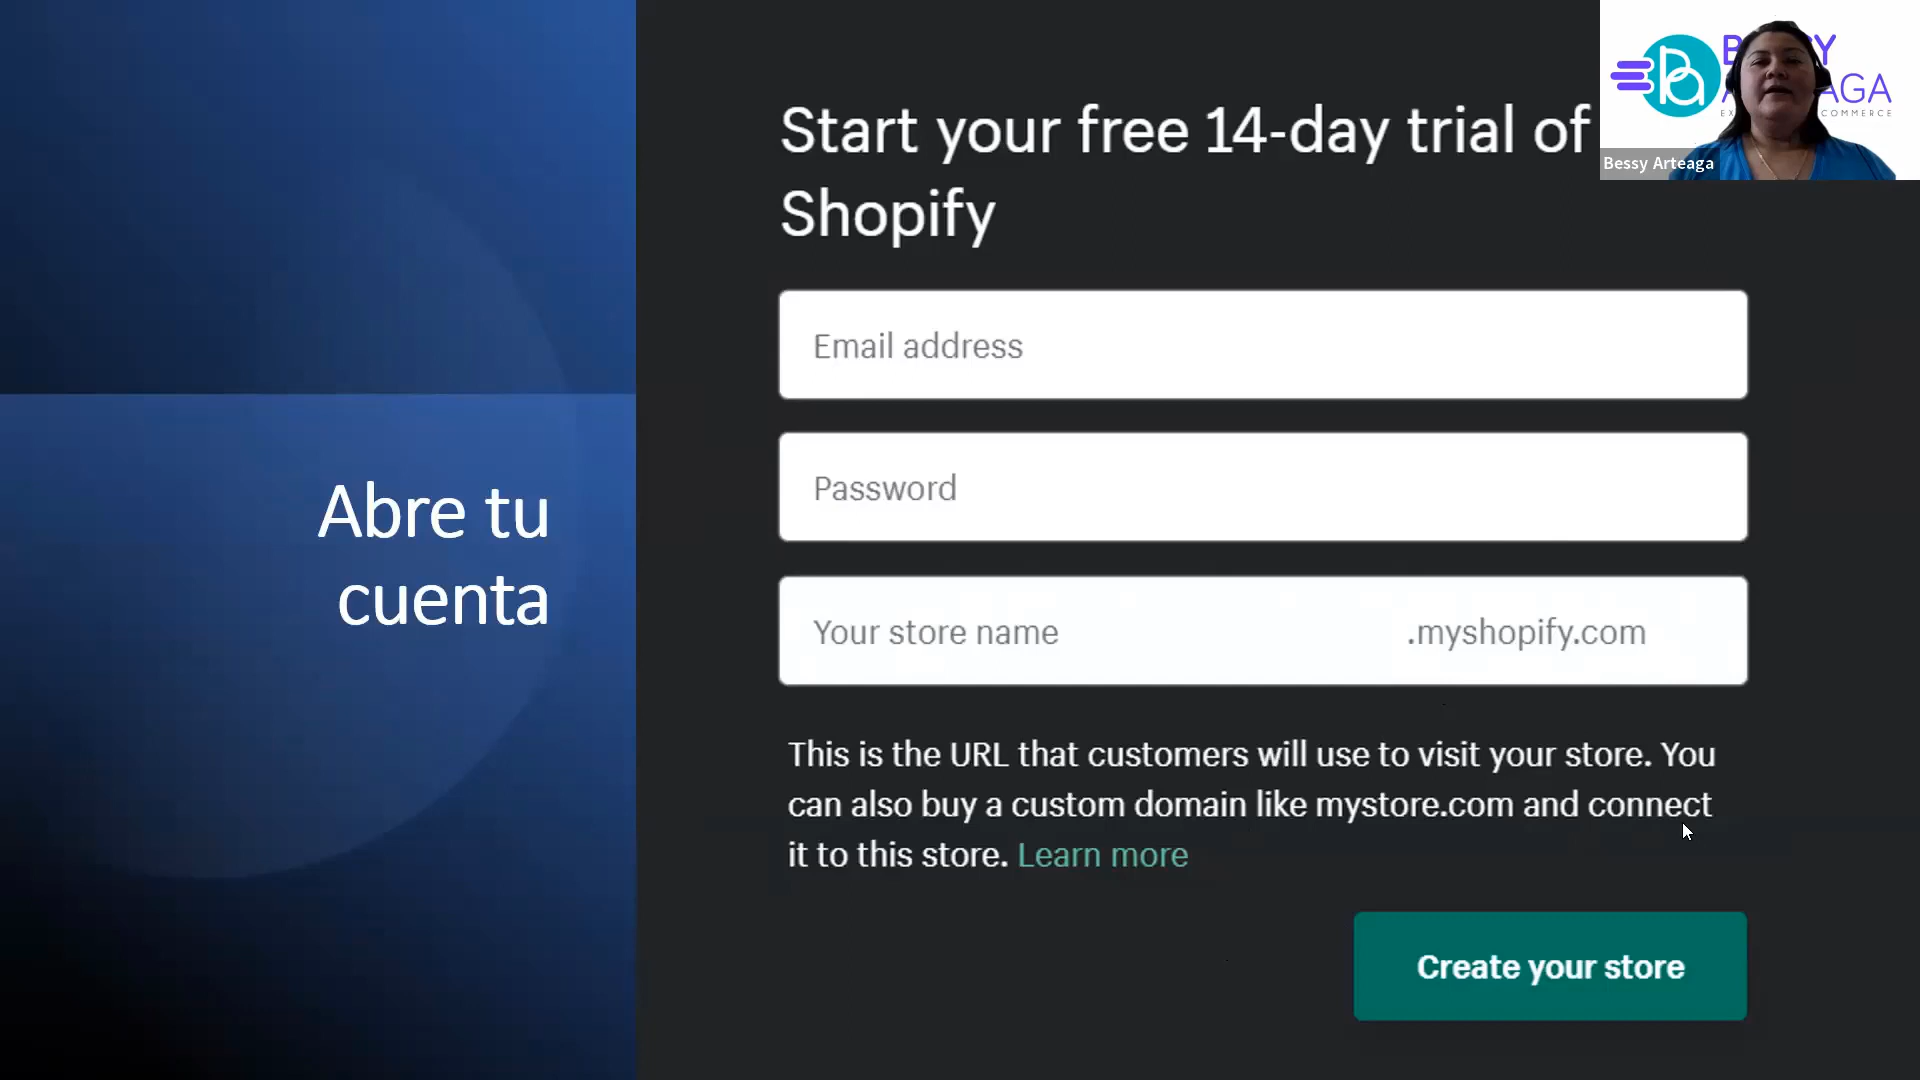 Start your free 14-day trial of
Shopify
Email address
Password
Your store name .myshopify.com
This is the URL that customers will use to visit your store. You
can also buy a custom domain like mystore.com and connect
it to this store. Learn more
Create your store
Abre tu
cuenta
Bessy Arteaga